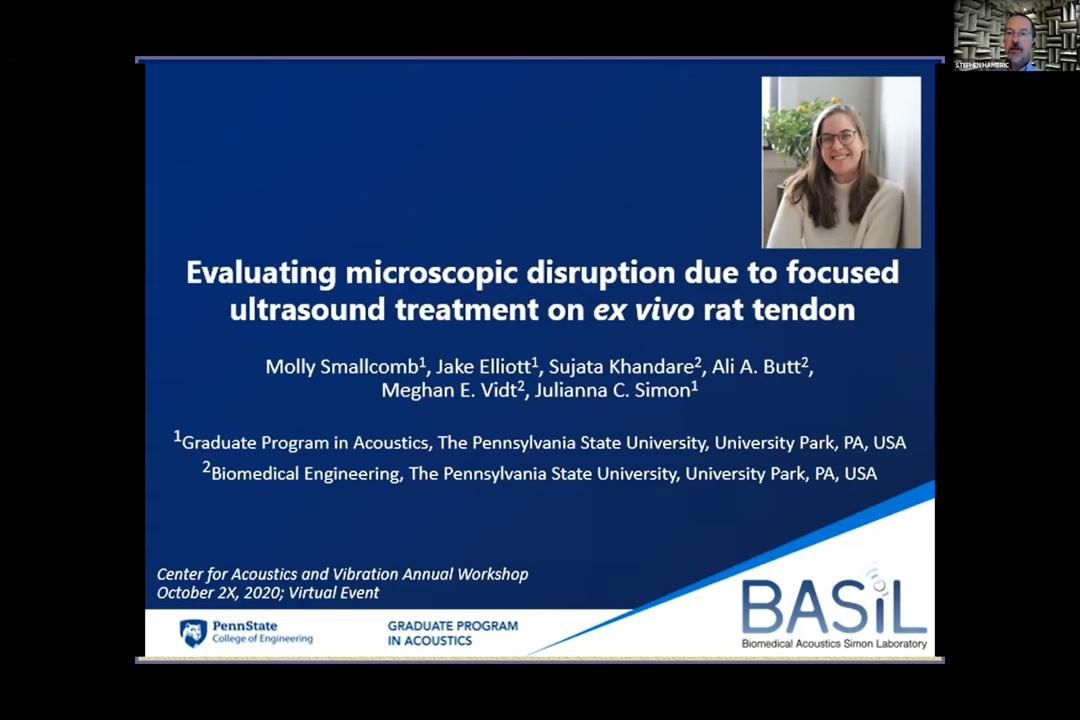 STEPHEN HAMBRIC
Evaluating microscopic disruption due to focused
ultrasound treatment on ex vivo rat tendon
Molly Smallcomb1, Jake Elliott1, Sujata Khandare2, Ali A. Butt2,
Meghan E. Vidt2, Julianna C. Simon1
1Graduate Program in Acoustics, The Pennsylvania State University, University Park, PA, USA
2Biomedical Engineering, The Pennsylvania State University, University Park, PA, USA
Center for Acoustics and Vibration Annual Workshop
October 2X, 2020; Virtual Event
PennState
College of Engineering
GRADUATE PROGRAM
IN ACOUSTICS
BASiL
Biomedical Acoustics Simon Laboratory